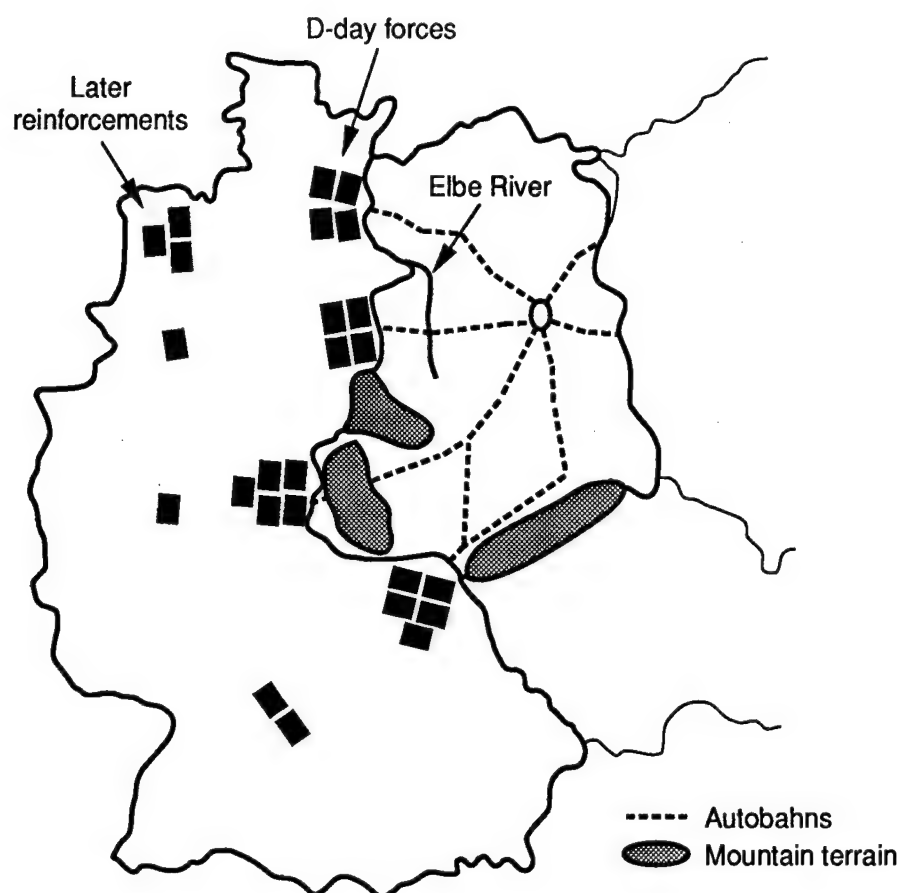 D-day forces
Later
reinforcements
Elbe River
Autobahns
Mountain terrain